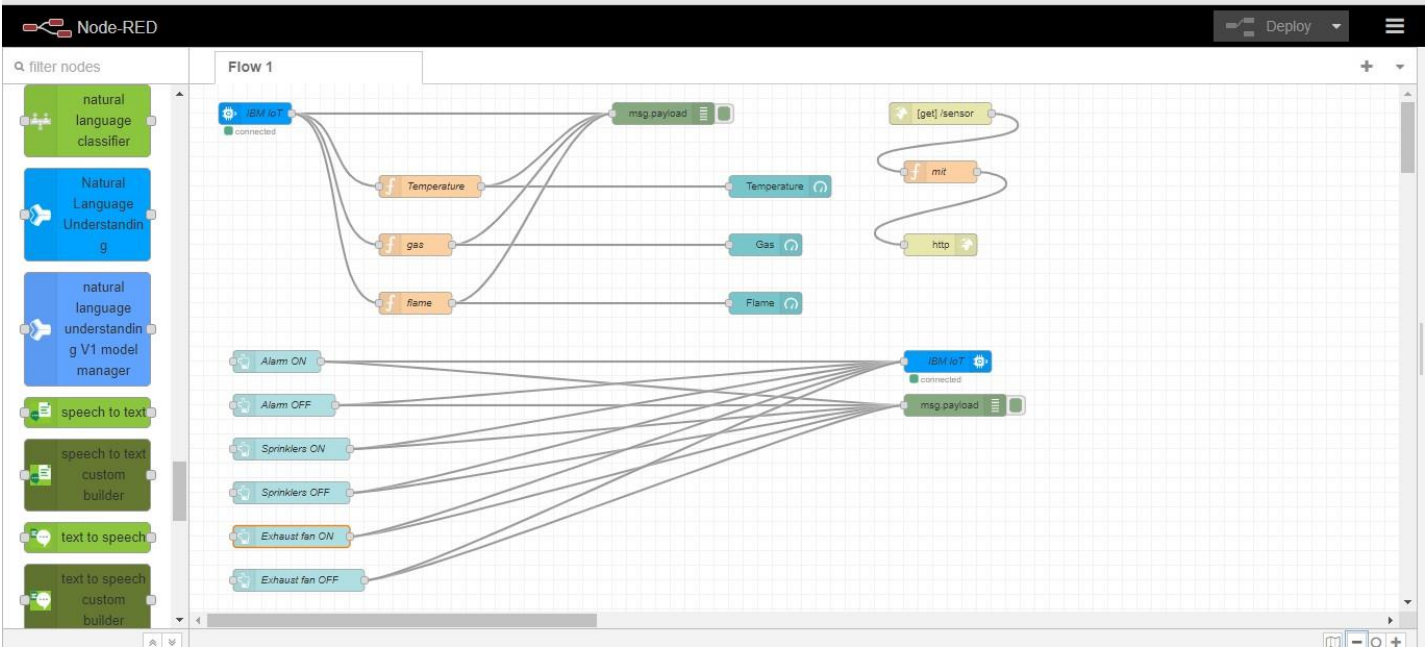 Node-RED
Deploy
filter nodes
Flow 1
natural
language
classifier
Natural
Language
Understandin
g
natural
language
understandin
g V1 model
manager
speech to text
speech to text
custom
builder
text to speech
text to speech
custom
builder
IBM IoT
connected
msg.payload
[get] /sensor
mit
http
Temperature
Temperature
gas
Gas
flame
Flame
Alarm ON
IBM IoT
connected
Alarm OFF
msg.payload
Sprinklers ON
Sprinklers OFF
Exhaust fan ON
Exhaust fan OFF